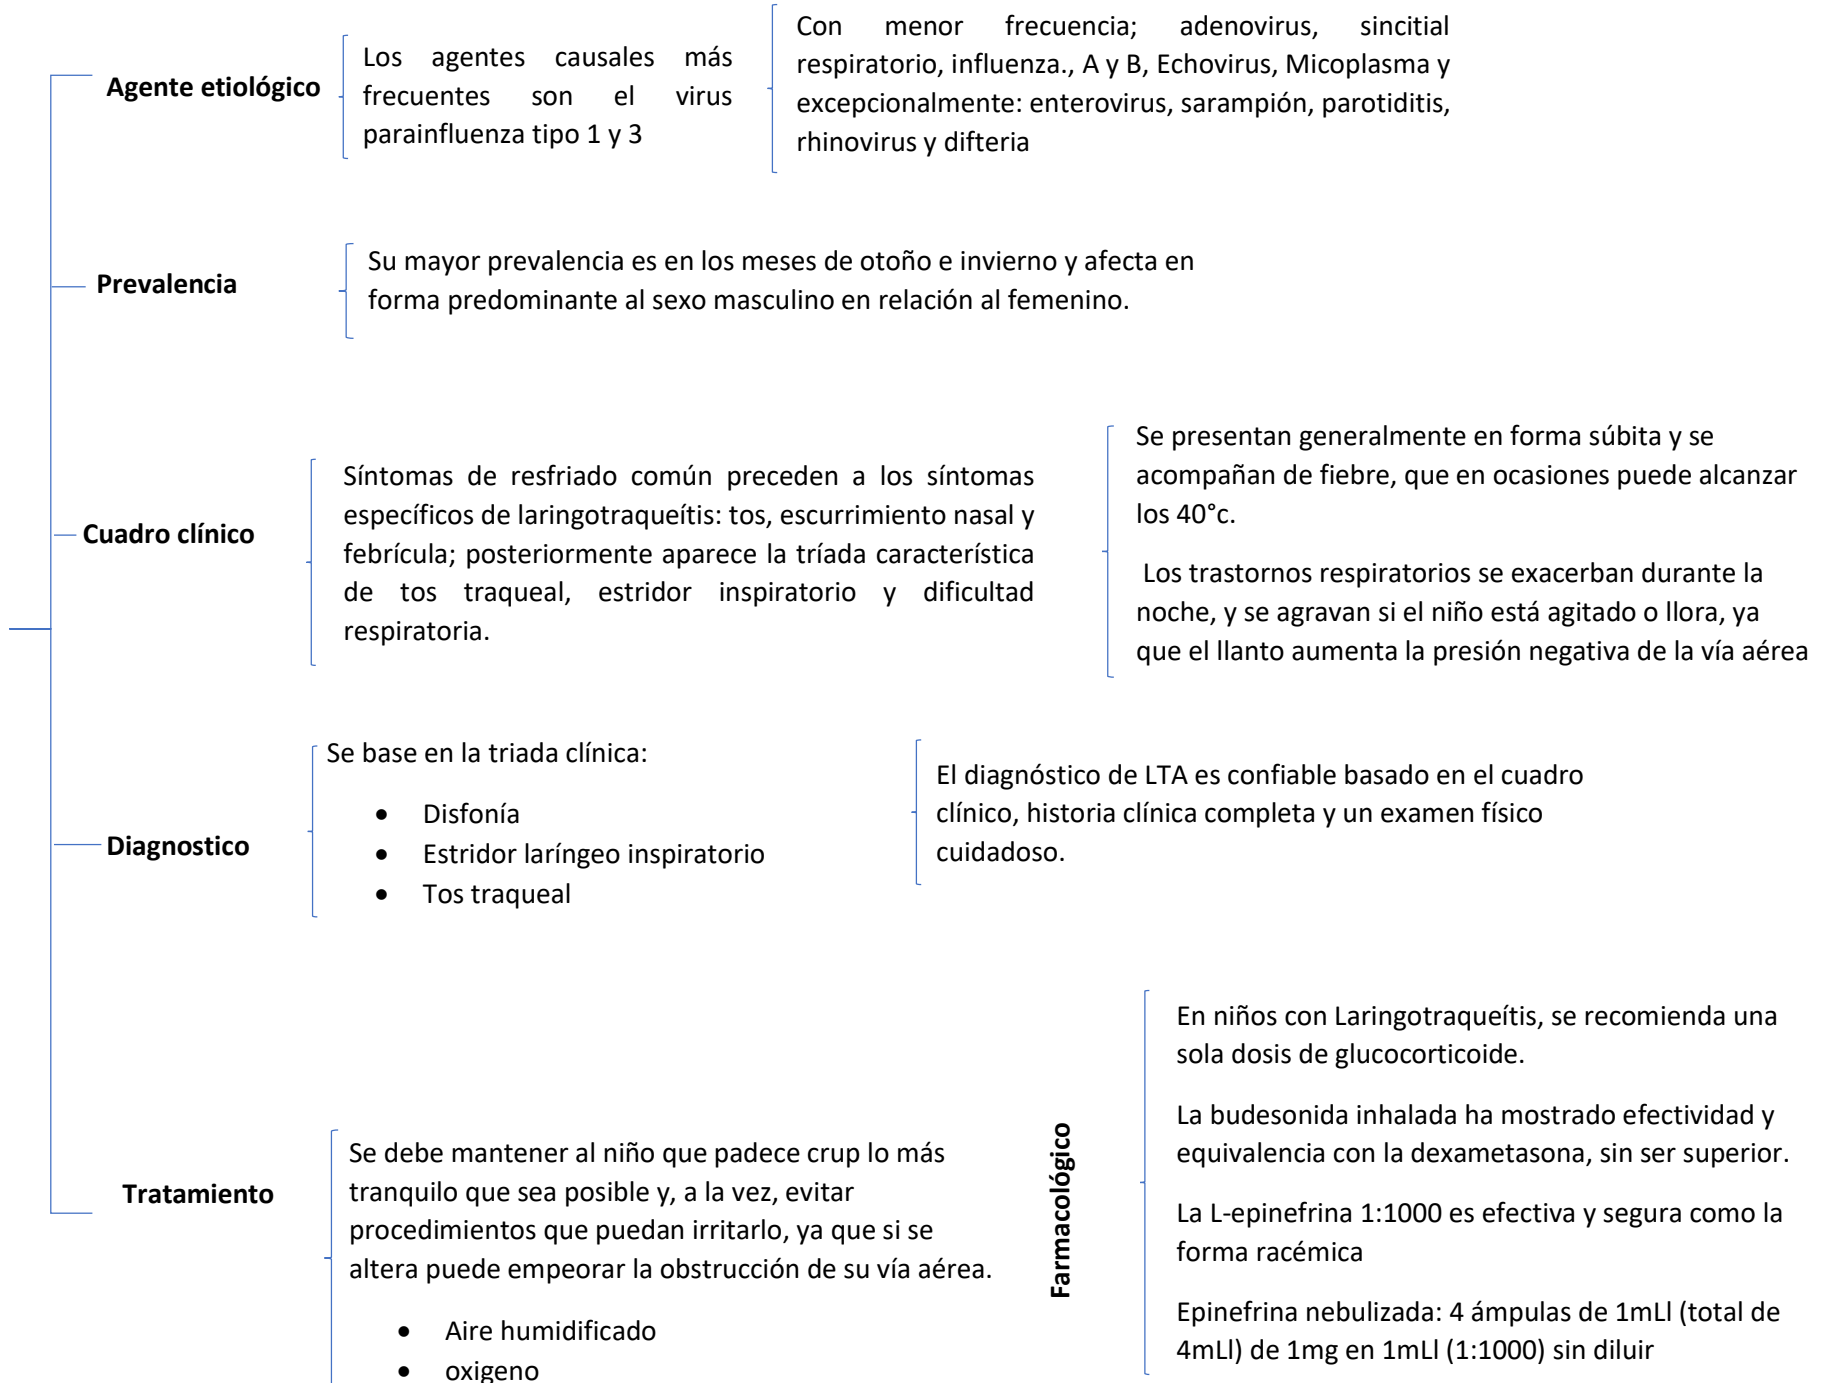 Agente etiológico
Los agentes causales más
frecuentes son el virus
parainfluenza tipo 1 y 3
Con menor frecuencia; adenovirus, sincitial
respiratorio, influenza., A y B, Echovirus, Micoplasma y
excepcionalmente: enterovirus, sarampión, parotiditis,
rhinovirus y difteria
Prevalencia
Su mayor prevalencia es en los meses de otoño e invierno y afecta en
forma predominante al sexo masculino en relación al femenino.
Cuadro clínico
Síntomas de resfriado común preceden a los síntomas
específicos de laringotraqueítis: tos, escurrimiento nasal y
febrícula; posteriormente aparece la tríada característica
de tos traqueal, estridor inspiratorio y dificultad
respiratoria.
Se presentan generalmente en forma súbita y se
acompañan de fiebre, que en ocasiones puede alcanzar
los 40°c.
Los trastornos respiratorios se exacerban durante la
noche, y se agravan si el niño está agitado o llora, ya
que el llanto aumenta la presión negativa de la vía aérea
Diagnostico
Se base en la triada clínica:
• Disfonía
• Estridor laríngeo inspiratorio
• Tos traqueal
El diagnóstico de LTA es confiable basado en el cuadro
clínico, historia clínica completa y un examen físico
cuidadoso.
Tratamiento
Se debe mantener al niño que padece crup lo más
tranquilo que sea posible y, a la vez, evitar
procedimientos que puedan irritarlo, ya que si se
altera puede empeorar la obstrucción de su vía aérea.
• Aire humidificado
• oxigeno
Farmacológico
En niños con Laringotraqueítis, se recomienda una
sola dosis de glucocorticoide.
La budesonida inhalada ha mostrado efectividad y
equivalencia con la dexametasona, sin ser superior.
La L-epinefrina 1:1000 es efectiva y segura como la
forma racémica
Epinefrina nebulizada: 4 ámpulas de 1mLl (total de
4mLl) de 1mg en 1mLl (1:1000) sin diluir